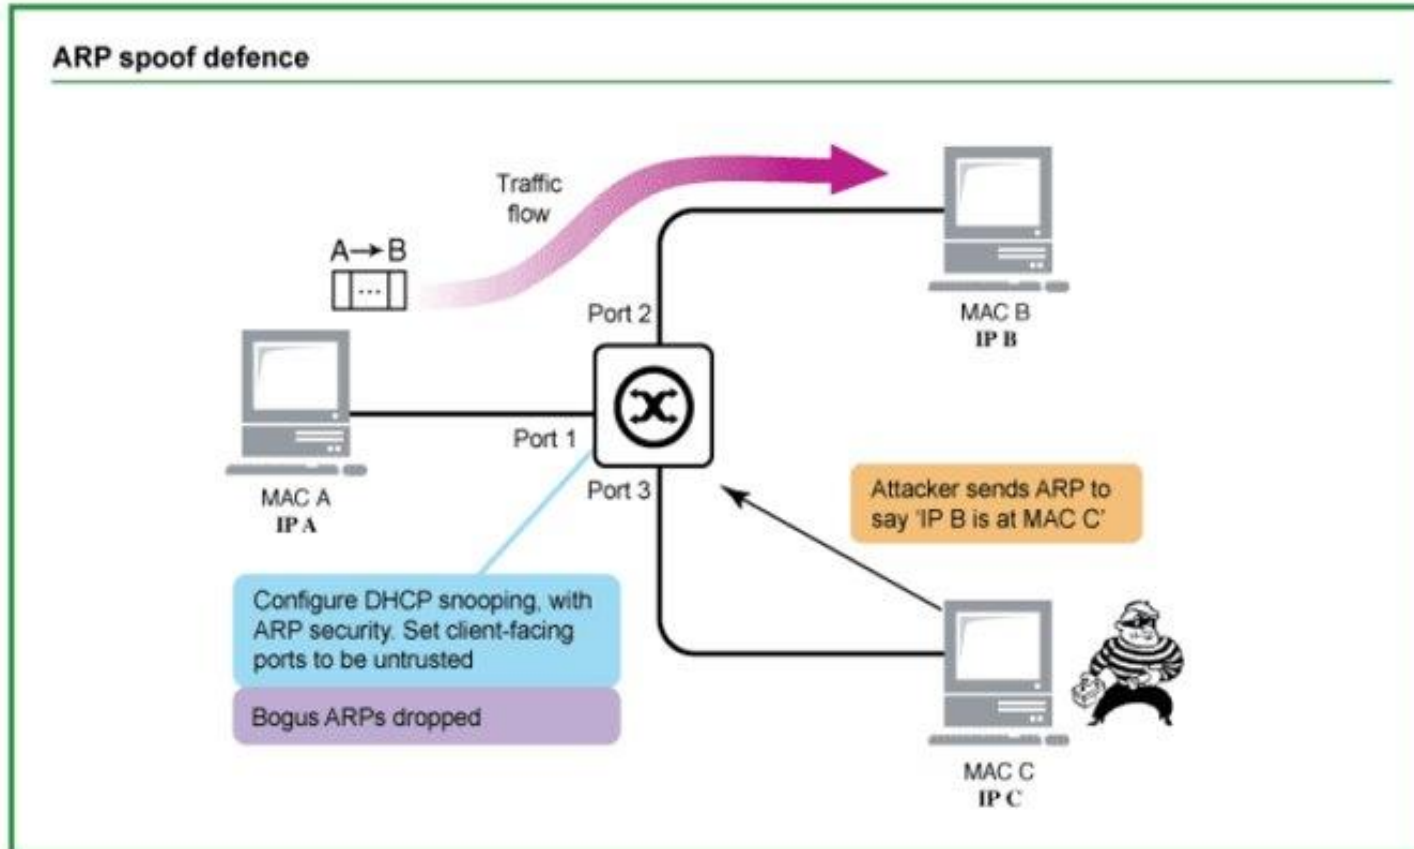 ARP spoof defence
Traffic
flow
A→B
...
Port 2
MAC B
IP B
Port 1
MAC A
IP A
Port 3
Attacker sends ARP to
say 'IP B is at MAC C'
Configure DHCP snooping, with
ARP security. Set client-facing
ports to be untrusted
Bogus ARPs dropped
MAC C
IP C